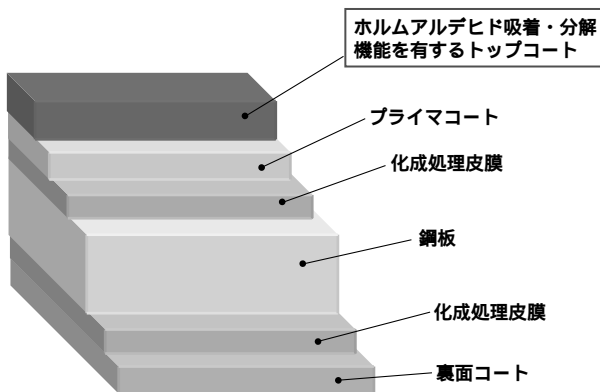 ホルムアルデヒド吸着・分解
機能を有するトップコート
プライマコート
化成処理皮膜
鋼板
化成処理皮膜
裏面コート